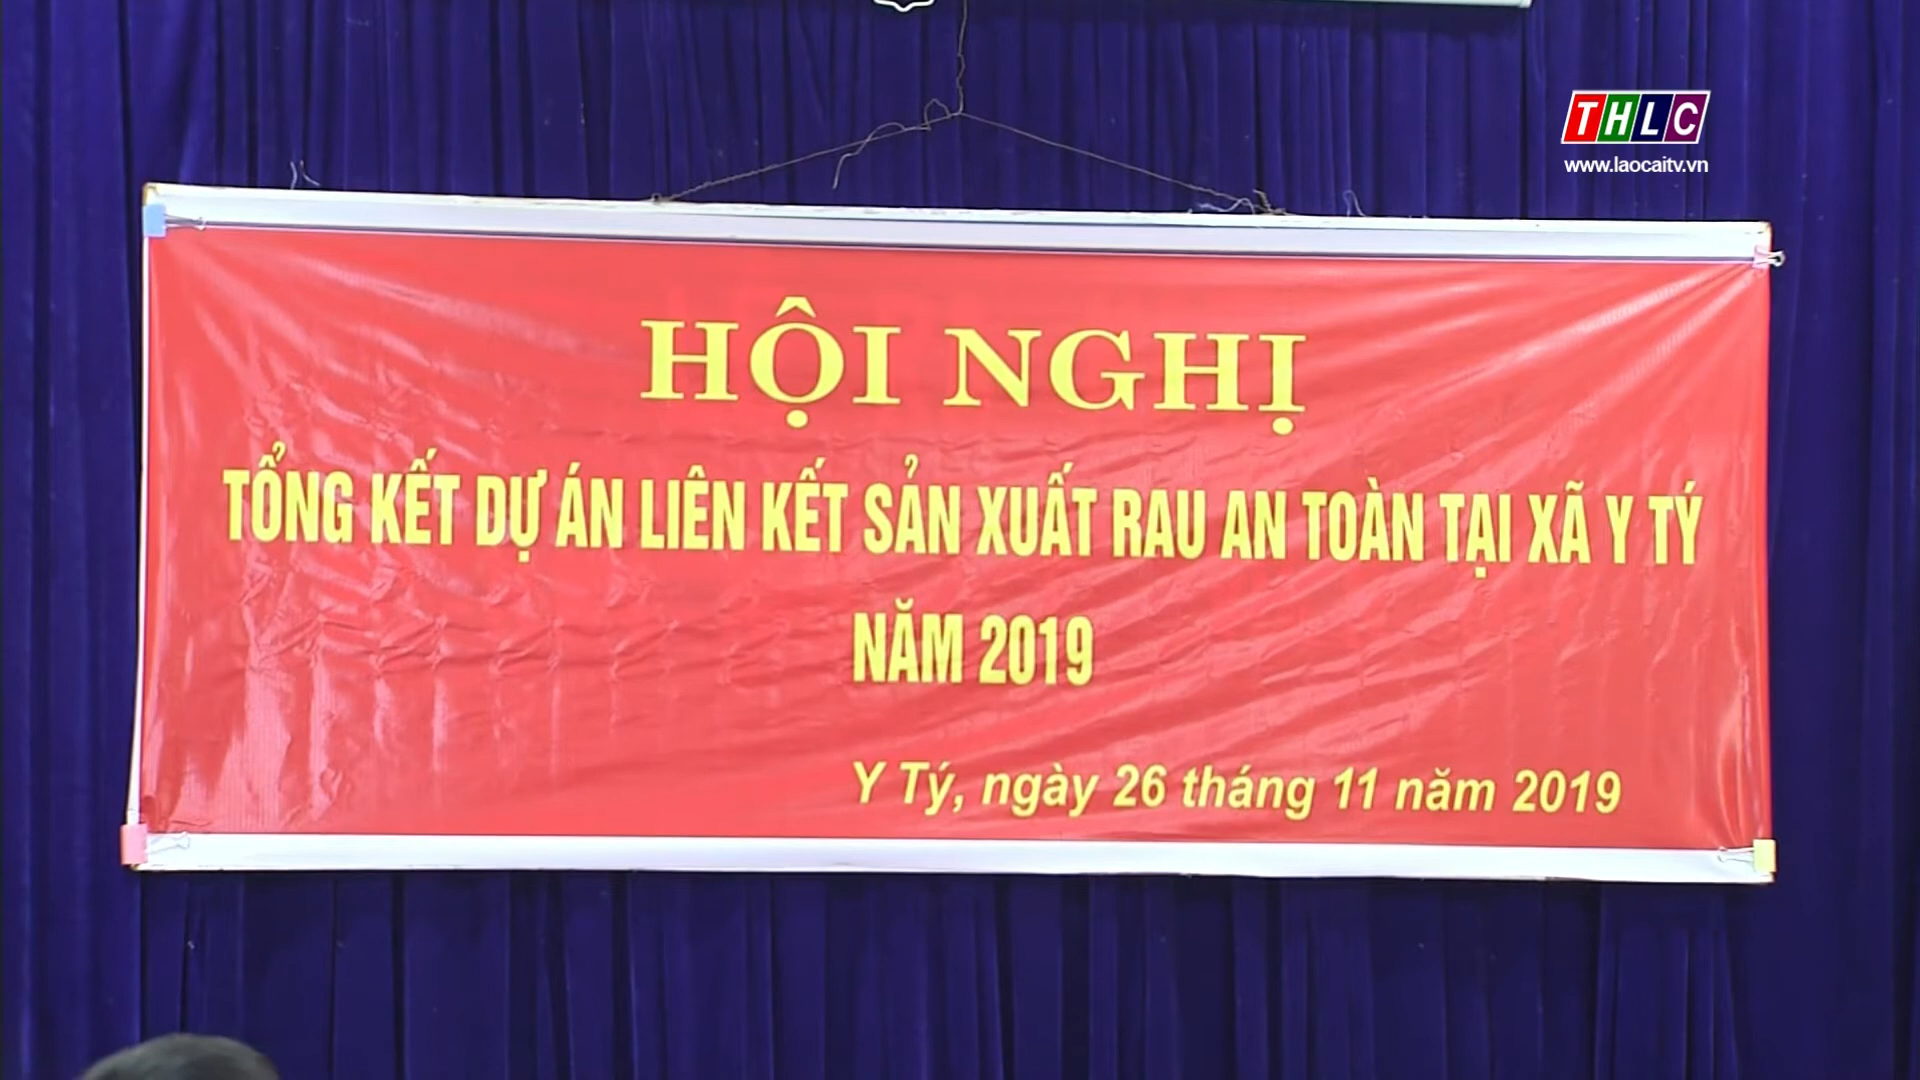 THLC
www.laocaitv.vn
HỘI NGHỊ
TỔNG KẾT DỰ ÁN LIÊN KẾT SẢN XUẤT RAU AN TOÀN TẠI XÃ Y TÝ
NĂM 2019
Y Tý, ngày 26 tháng 11 năm 2019